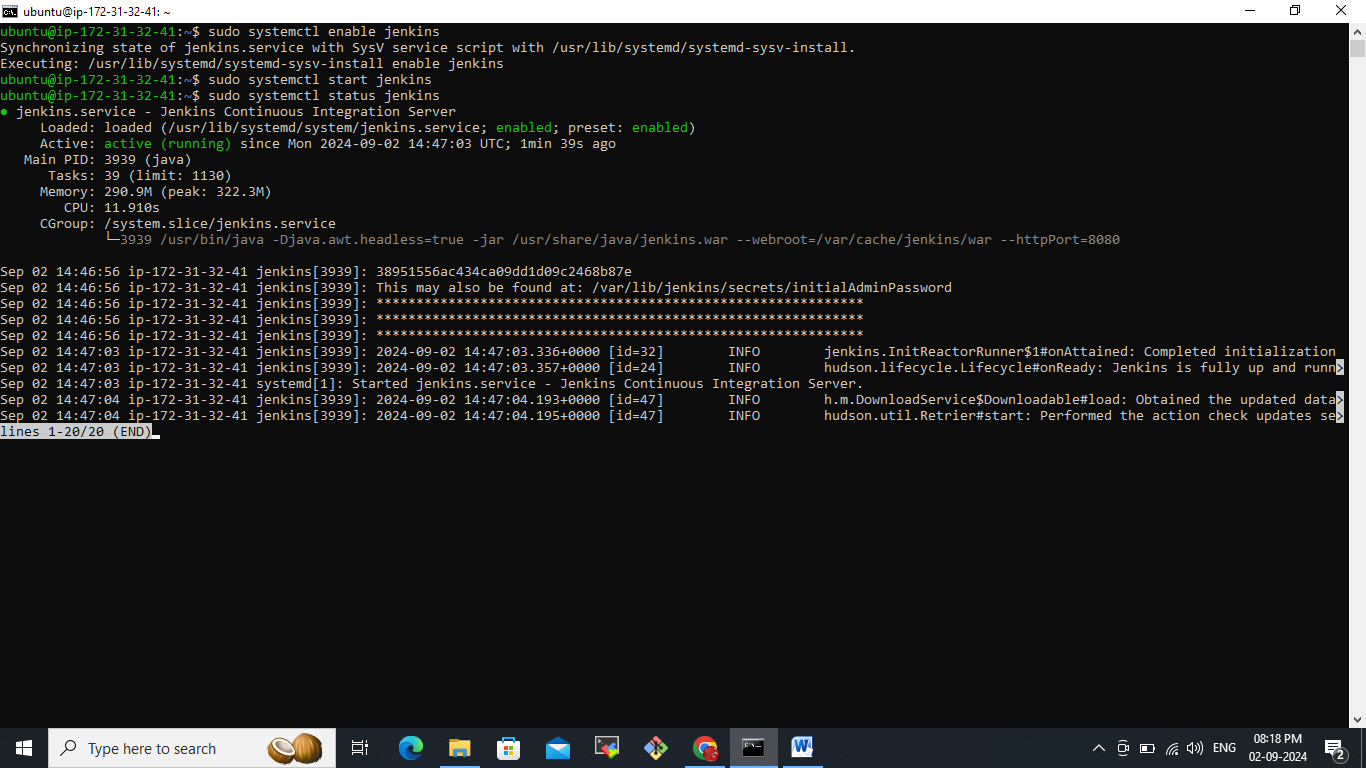 ubuntu@ip-172-31-32-41: ~
ubuntu@ip-172-31-32-41:~$ sudo systemctl enable jenkins
Synchronizing state of jenkins.service with SysV service script with /usr/lib/systemd/systemd-sysv-install.
Executing: /usr/lib/systemd/systemd-sysv-install enable jenkins
ubuntu@ip-172-31-32-41:~$ sudo systemctl start jenkins
ubuntu@ip-172-31-32-41:~$ sudo systemctl status jenkins
● jenkins.service - Jenkins Continuous Integration Server
     Loaded: loaded (/usr/lib/systemd/system/jenkins.service; enabled; preset: enabled)
     Active: active (running) since Mon 2024-09-02 14:47:03 UTC; 1min 39s ago
   Main PID: 3939 (java)
      Tasks: 39 (limit: 1130)
     Memory: 290.9M (peak: 322.3M)
        CPU: 11.910s
     CGroup: /system.slice/jenkins.service
             └─3939 /usr/bin/java -Djava.awt.headless=true -jar /usr/share/java/jenkins.war --webroot=/var/cache/jenkins/war --httpPort=8080
Sep 02 14:46:56 ip-172-31-32-41 jenkins[3939]: 38951556ac434ca09dd1d09c2468b87e
Sep 02 14:46:56 ip-172-31-32-41 jenkins[3939]: This may also be found at: /var/lib/jenkins/secrets/initialAdminPassword
Sep 02 14:46:56 ip-172-31-32-41 jenkins[3939]: *************************************************************
Sep 02 14:46:56 ip-172-31-32-41 jenkins[3939]: *************************************************************
Sep 02 14:46:56 ip-172-31-32-41 jenkins[3939]: *************************************************************
Sep 02 14:47:03 ip-172-31-32-41 jenkins[3939]: 2024-09-02 14:47:03.336+0000 [id=32]        INFO        jenkins.InitReactorRunner$1#onAttained: Completed initialization
Sep 02 14:47:03 ip-172-31-32-41 jenkins[3939]: 2024-09-02 14:47:03.357+0000 [id=24]        INFO        hudson.lifecycle.Lifecycle#onReady: Jenkins is fully up and runn>
Sep 02 14:47:03 ip-172-31-32-41 systemd[1]: Started jenkins.service - Jenkins Continuous Integration Server.
Sep 02 14:47:04 ip-172-31-32-41 jenkins[3939]: 2024-09-02 14:47:04.193+0000 [id=47]        INFO        h.m.DownloadService$Downloadable#load: Obtained the updated data>
Sep 02 14:47:04 ip-172-31-32-41 jenkins[3939]: 2024-09-02 14:47:04.195+0000 [id=47]        INFO        hudson.util.Retrier#start: Performed the action check updates se>
lines 1-20/20 (END)
Type here to search
ENG
08:18 PM
02-09-2024
2